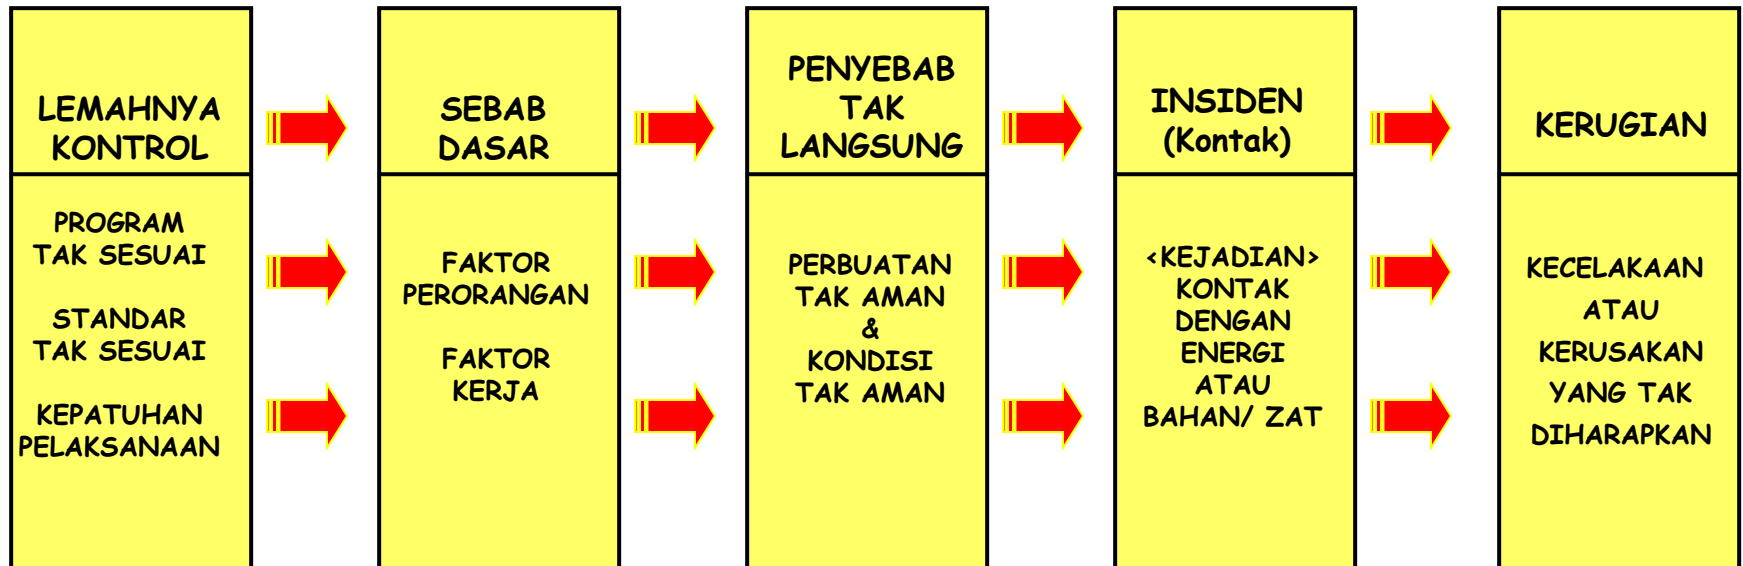 LEMAHNYA
KONTROL
PROGRAM
TAK SESUAI
STANDAR
TAK SESUAI
KEPATUHAN
PELAKSANAAN
SEBAB
DASAR
FAKTOR
PERORANGAN
FAKTOR
KERJA
PENYEBAB
TAK
LANGSUNG
PERBUATAN
TAK AMAN
&
KONDISI
TAK AMAN
INSIDEN
(Kontak)
<KEJADIAN>
KONTAK
DENGAN
ENERGI
ATAU
BAHAN/ ZAT
KERUGIAN
KECELAKAAN
ATAU
KERUSAKAN
YANG TAK
DIHARAPKAN